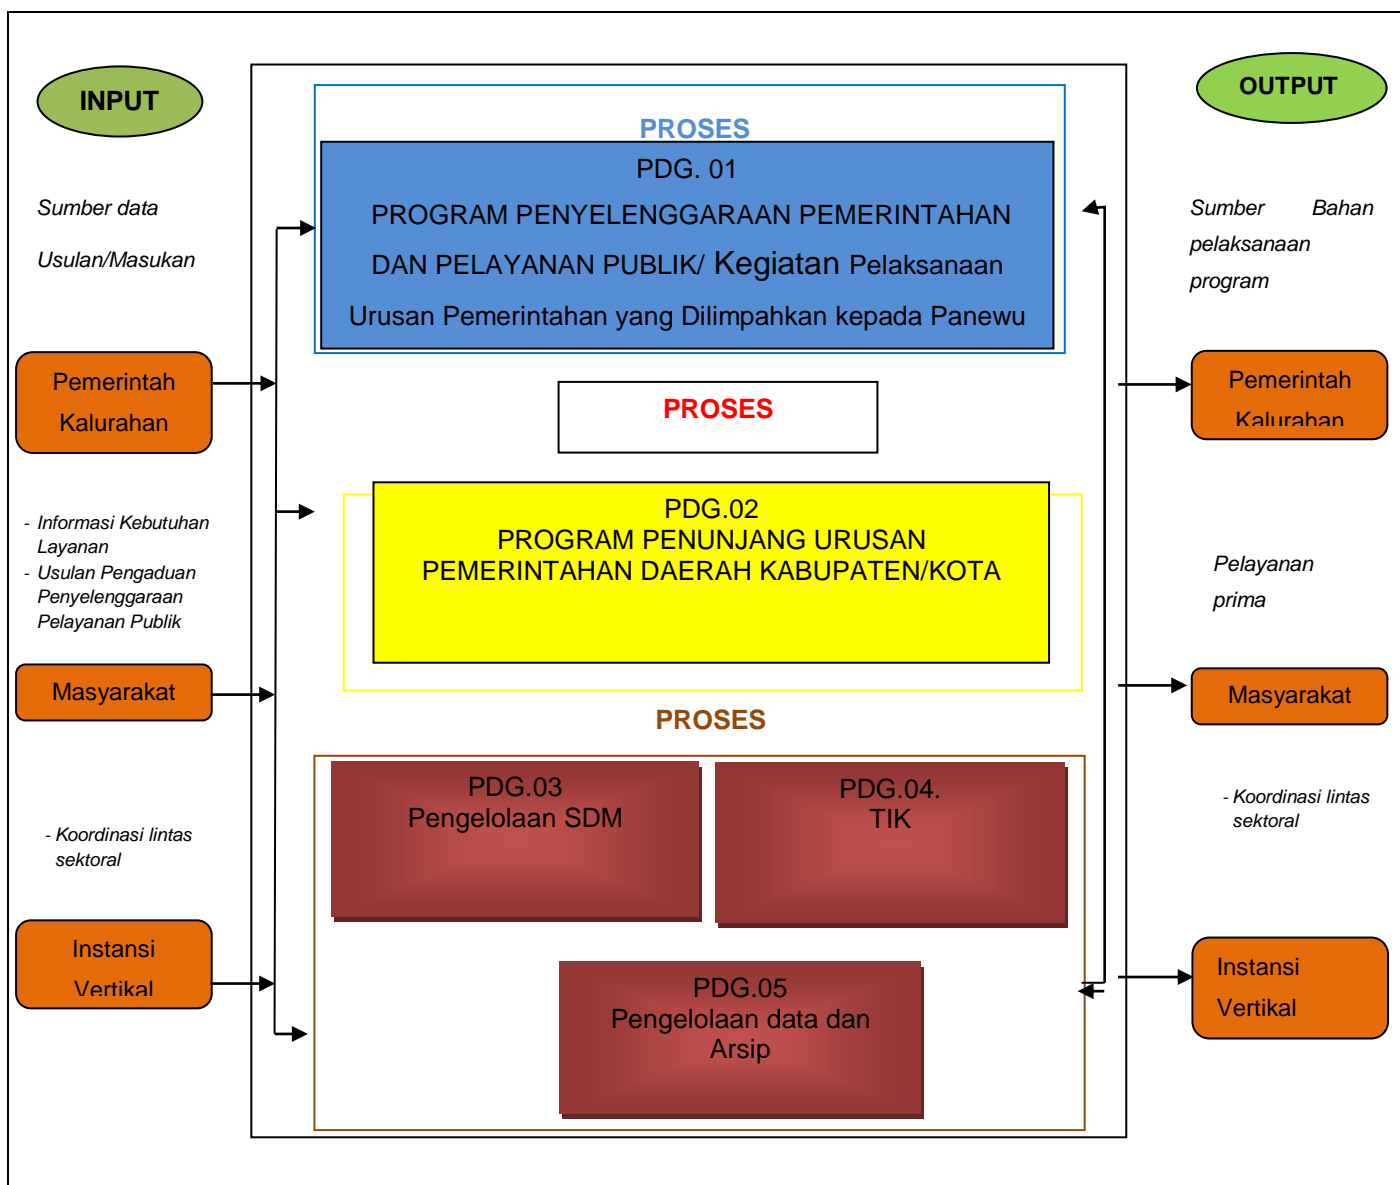 INPUT
Sumber data
Usulan/Masukan
Pemerintah
Kalurahan
- Informasi Kebutuhan
Layanan
- Usulan Pengaduan
Penyelenggaraan
Pelayanan Publik
Masyarakat
- Koordinasi lintas
sektoral
Instansi
Vertikal
PROSES
PDG. 01
PROGRAM PENYELENGGARAAN PEMERINTAHAN
DAN PELAYANAN PUBLIK/ Kegiatan Pelaksanaan
Urusan Pemerintahan yang Dilimpahkan kepada Panewu
PROSES
PDG.02
PROGRAM PENUNJANG URUSAN
PEMERINTAHAN DAERAH KABUPATEN/KOTA
PROSES
PDG.03
Pengelolaan SDM
PDG.04.
TIK
PDG.05
Pengelolaan data dan
Arsip
OUTPUT
Sumber Bahan
pelaksanaan
program
Pemerintah
Kalurahan
Pelayanan
prima
Masyarakat
- Koordinasi lintas
sektoral
Instansi
Vertikal